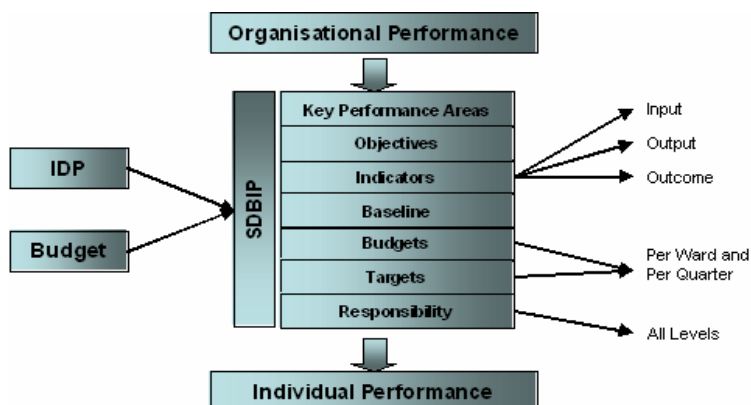 Organisational Performance
Key Performance Areas
Objectives
Indicators
Baseline
Budgets
Targets
Responsibility
SDBIP
IDP
Budget
Input
Output
Outcome
Per Ward and
Per Quarter
All Levels
Individual Performance